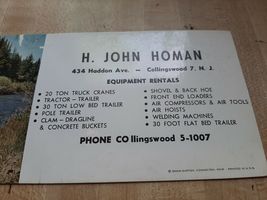 H. JOHN HOMAN
434 Haddon Ave. — Collingswood 7, N. J.
EQUIPMENT RENTALS
• 20 TON TRUCK CRANES
• TRACTOR - TRAILER
• 30 TON LOW BED TRAILER
• POLE TRAILER
• CLAM - DRAGLINE
& CONCRETE BUCKETS
• SHOVEL & BACK HOE
• FRONT END LOADERS
• AIR COMPRESSORS & AIR TOOLS
• AIR HOISTS
• WELDING MACHINES
• 30 FOOT FLAT BED TRAILER
PHONE COllingswood 5-1007